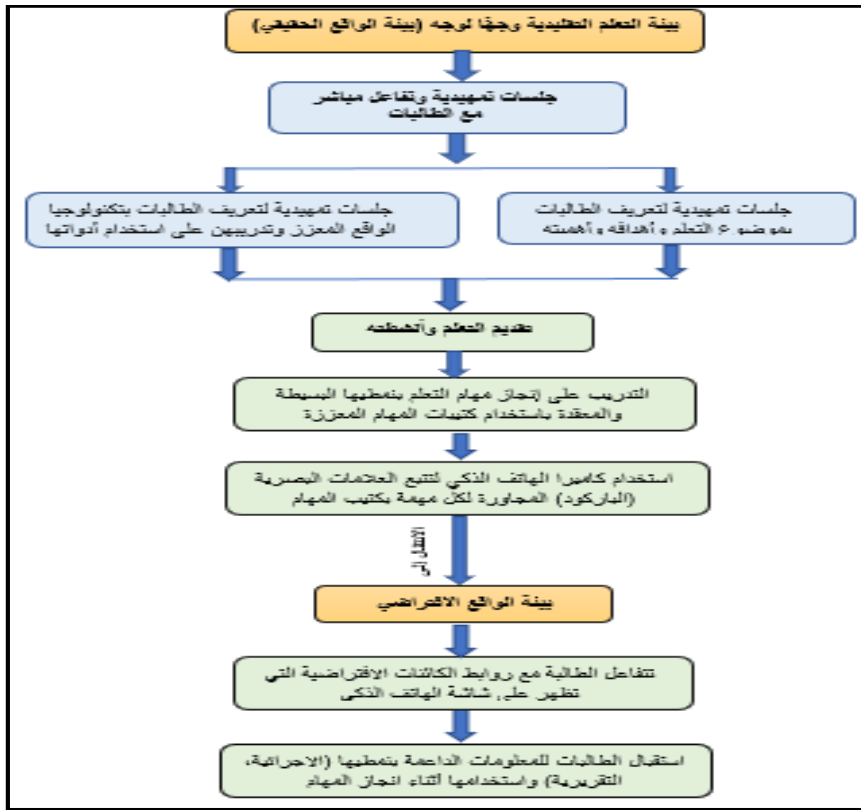 بيئة التعلم التقليدية وجهًا لوجه (بيئة الواقع الحقيقي)
جلسات تمهيدية وتفاعل مباشر
مع الطالبات
جلسات تمهيدية لتعريف الطالبات
بموضوع التعلم وأهدافه وأهميته
جلسات تمهيدية لتعريف الطالبات بتكنولوجيا
الواقع المعزز وتدريبهن على استخدام أدواتها
تقديم التعلم وأنشطته
التدريب على إنجاز مهام التعلم بنمطيها البسيطة
والمعقدة باستخدام كتيبات المهام المعززة
استخدام كاميرا الهاتف الذكي لتتبع العلامات البصرية
(الباركود) المجاورة لكل مهمة بكتيب المهام
الانتقال إلى
بيئة الواقع الافتراضي
تتفاعل الطالبة مع روابط الكائنات الافتراضية التي
تظهر على شاشة الهاتف الذكي
استقبال الطالبات للمعلومات الداعمة بنمطيها (الاجرائية،
التقريرية) واستخدامها أثناء انجاز المهام